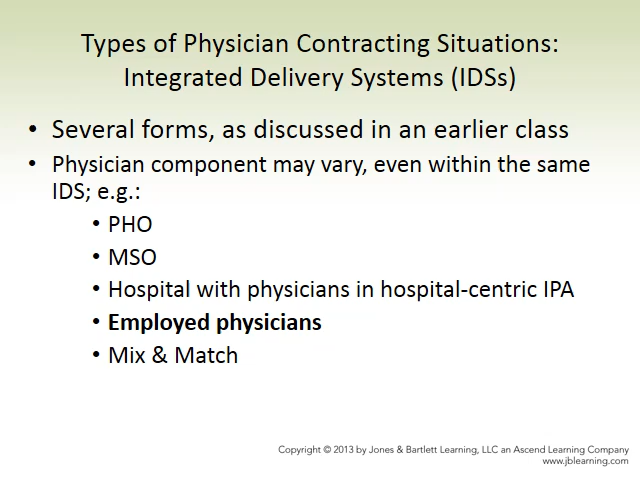 Types of Physician Contracting Situations:
Integrated Delivery Systems (IDSs)
• Several forms, as discussed in an earlier class
• Physician component may vary, even within the same
IDS; e.g.:
• PHO
• MSO
• Hospital with physicians in hospital-centric IPA
• Employed physicians
• Mix & Match
Copyright © 2013 by Jones & Bartlett Learning, LLC an Ascend Learning Company
www.jblearning.com